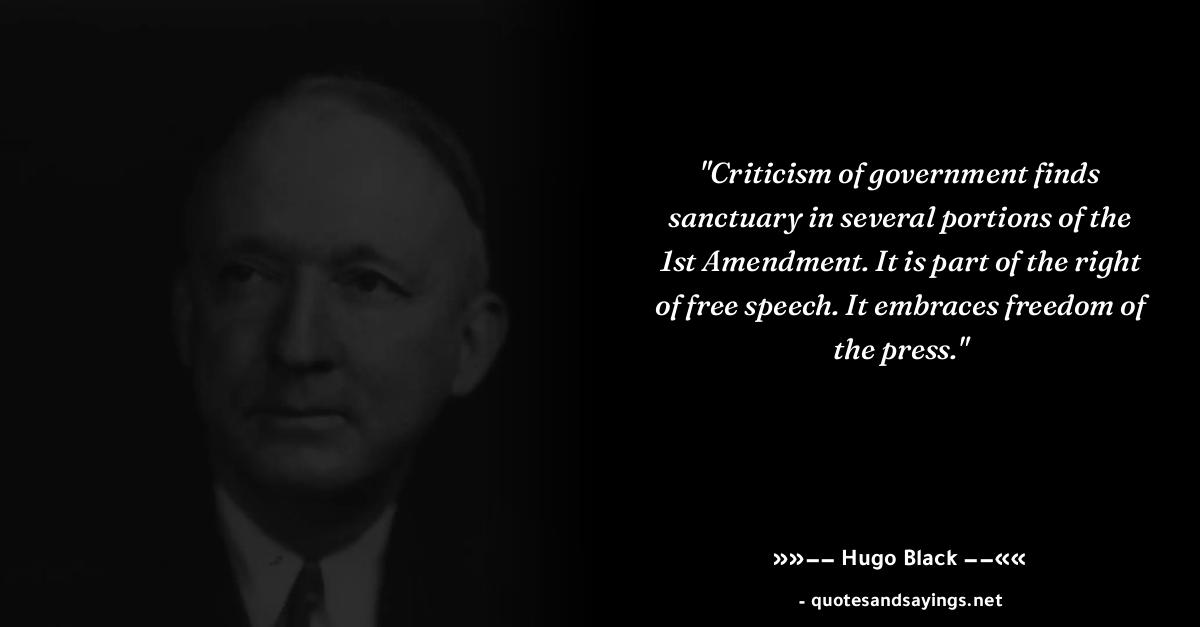 "Criticism of government finds
sanctuary in several portions of the
1st Amendment. It is part of the right
of free speech. It embraces freedom of
the press."
»»–– Hugo Black ––««
- quotesandsayings.net